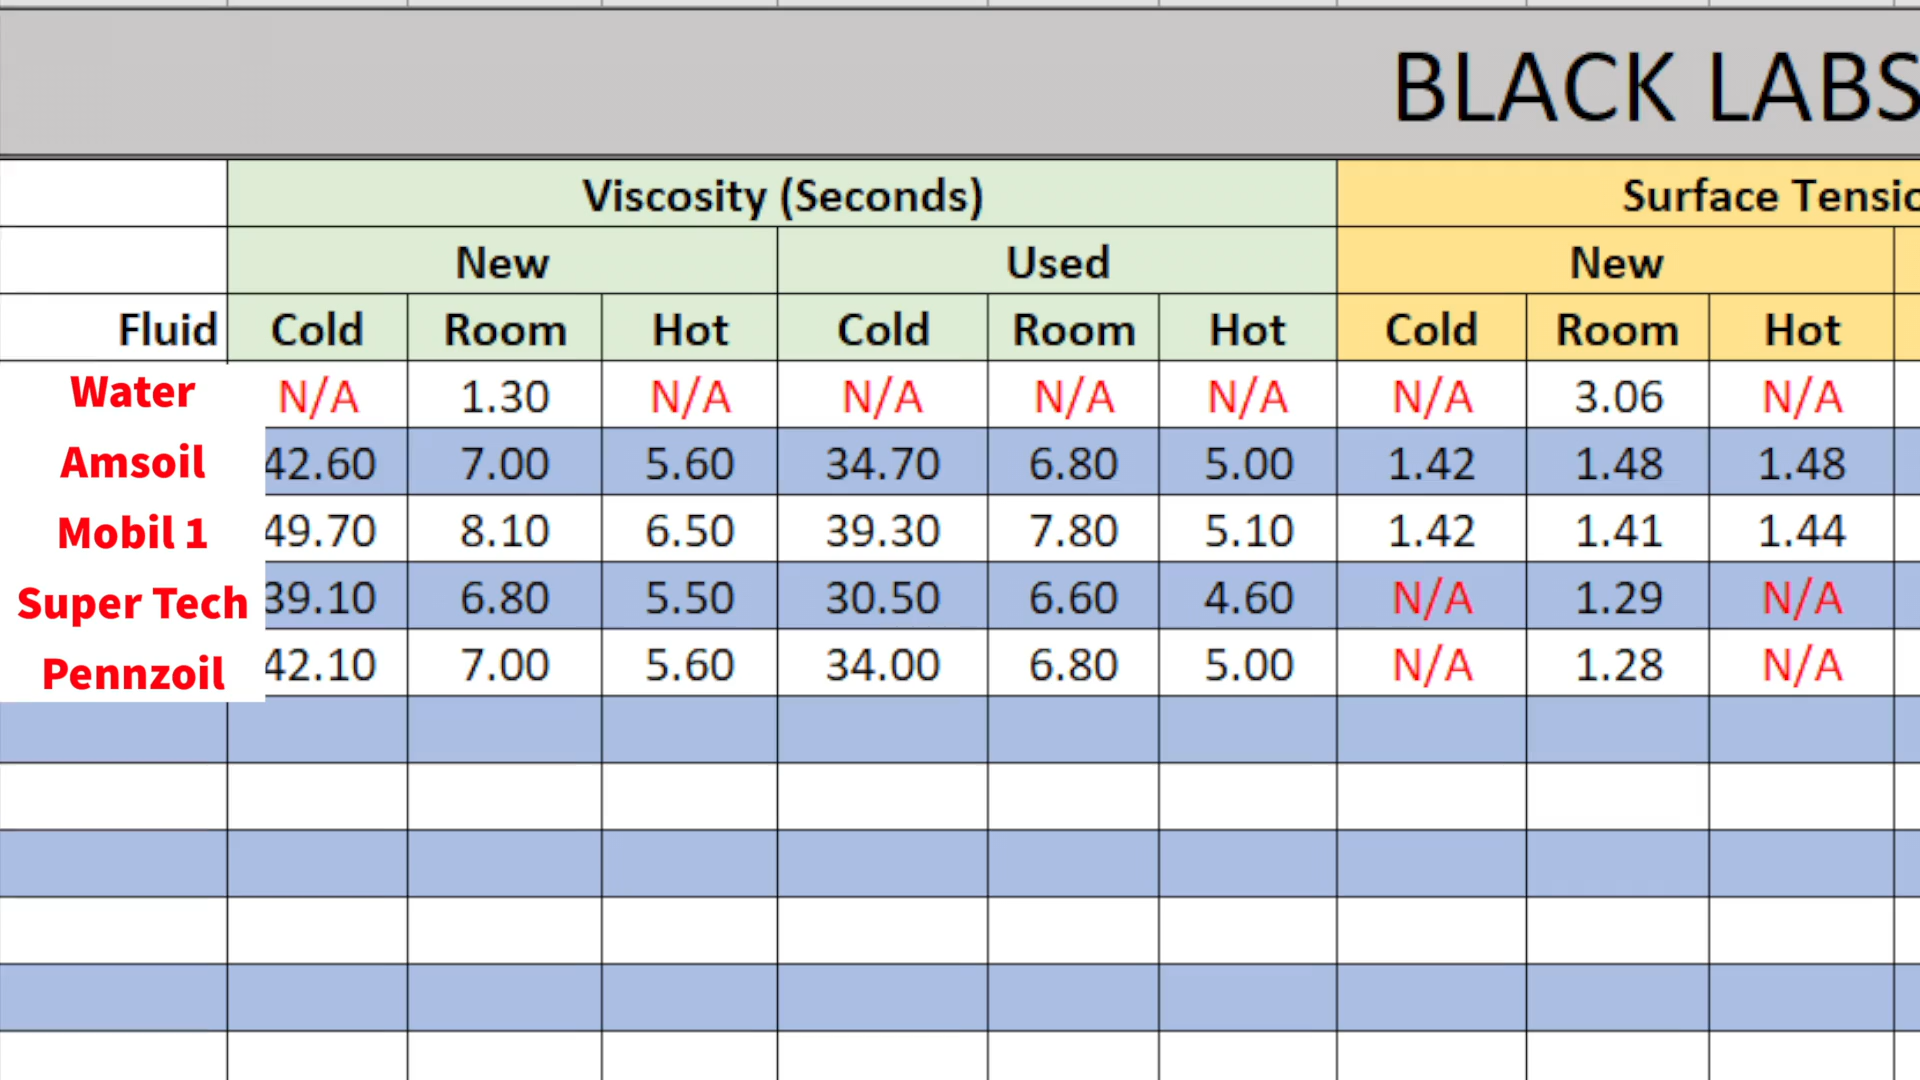 BLACK LABS
Viscosity (Seconds) Surface
New Used New
Fluid Cold Room Hot Cold Room Hot Cold Room Hot
Water N/A 1.30 N/A N/A N/A N/A N/A 3.06 N/A
Amsoil 42.60 7.00 5.60 34.70 6.80 5.00 1.42 1.48 1.48
Mobil 1 49.70 8.10 6.50 39.30 7.80 5.10 1.42 1.41 1.44
Super Tech 39.10 6.80 5.50 30.50 6.60 4.60 N/A 1.29 N/A
Pennzoil 42.10 7.00 5.60 34.00 6.80 5.00 N/A 1.28 N/A